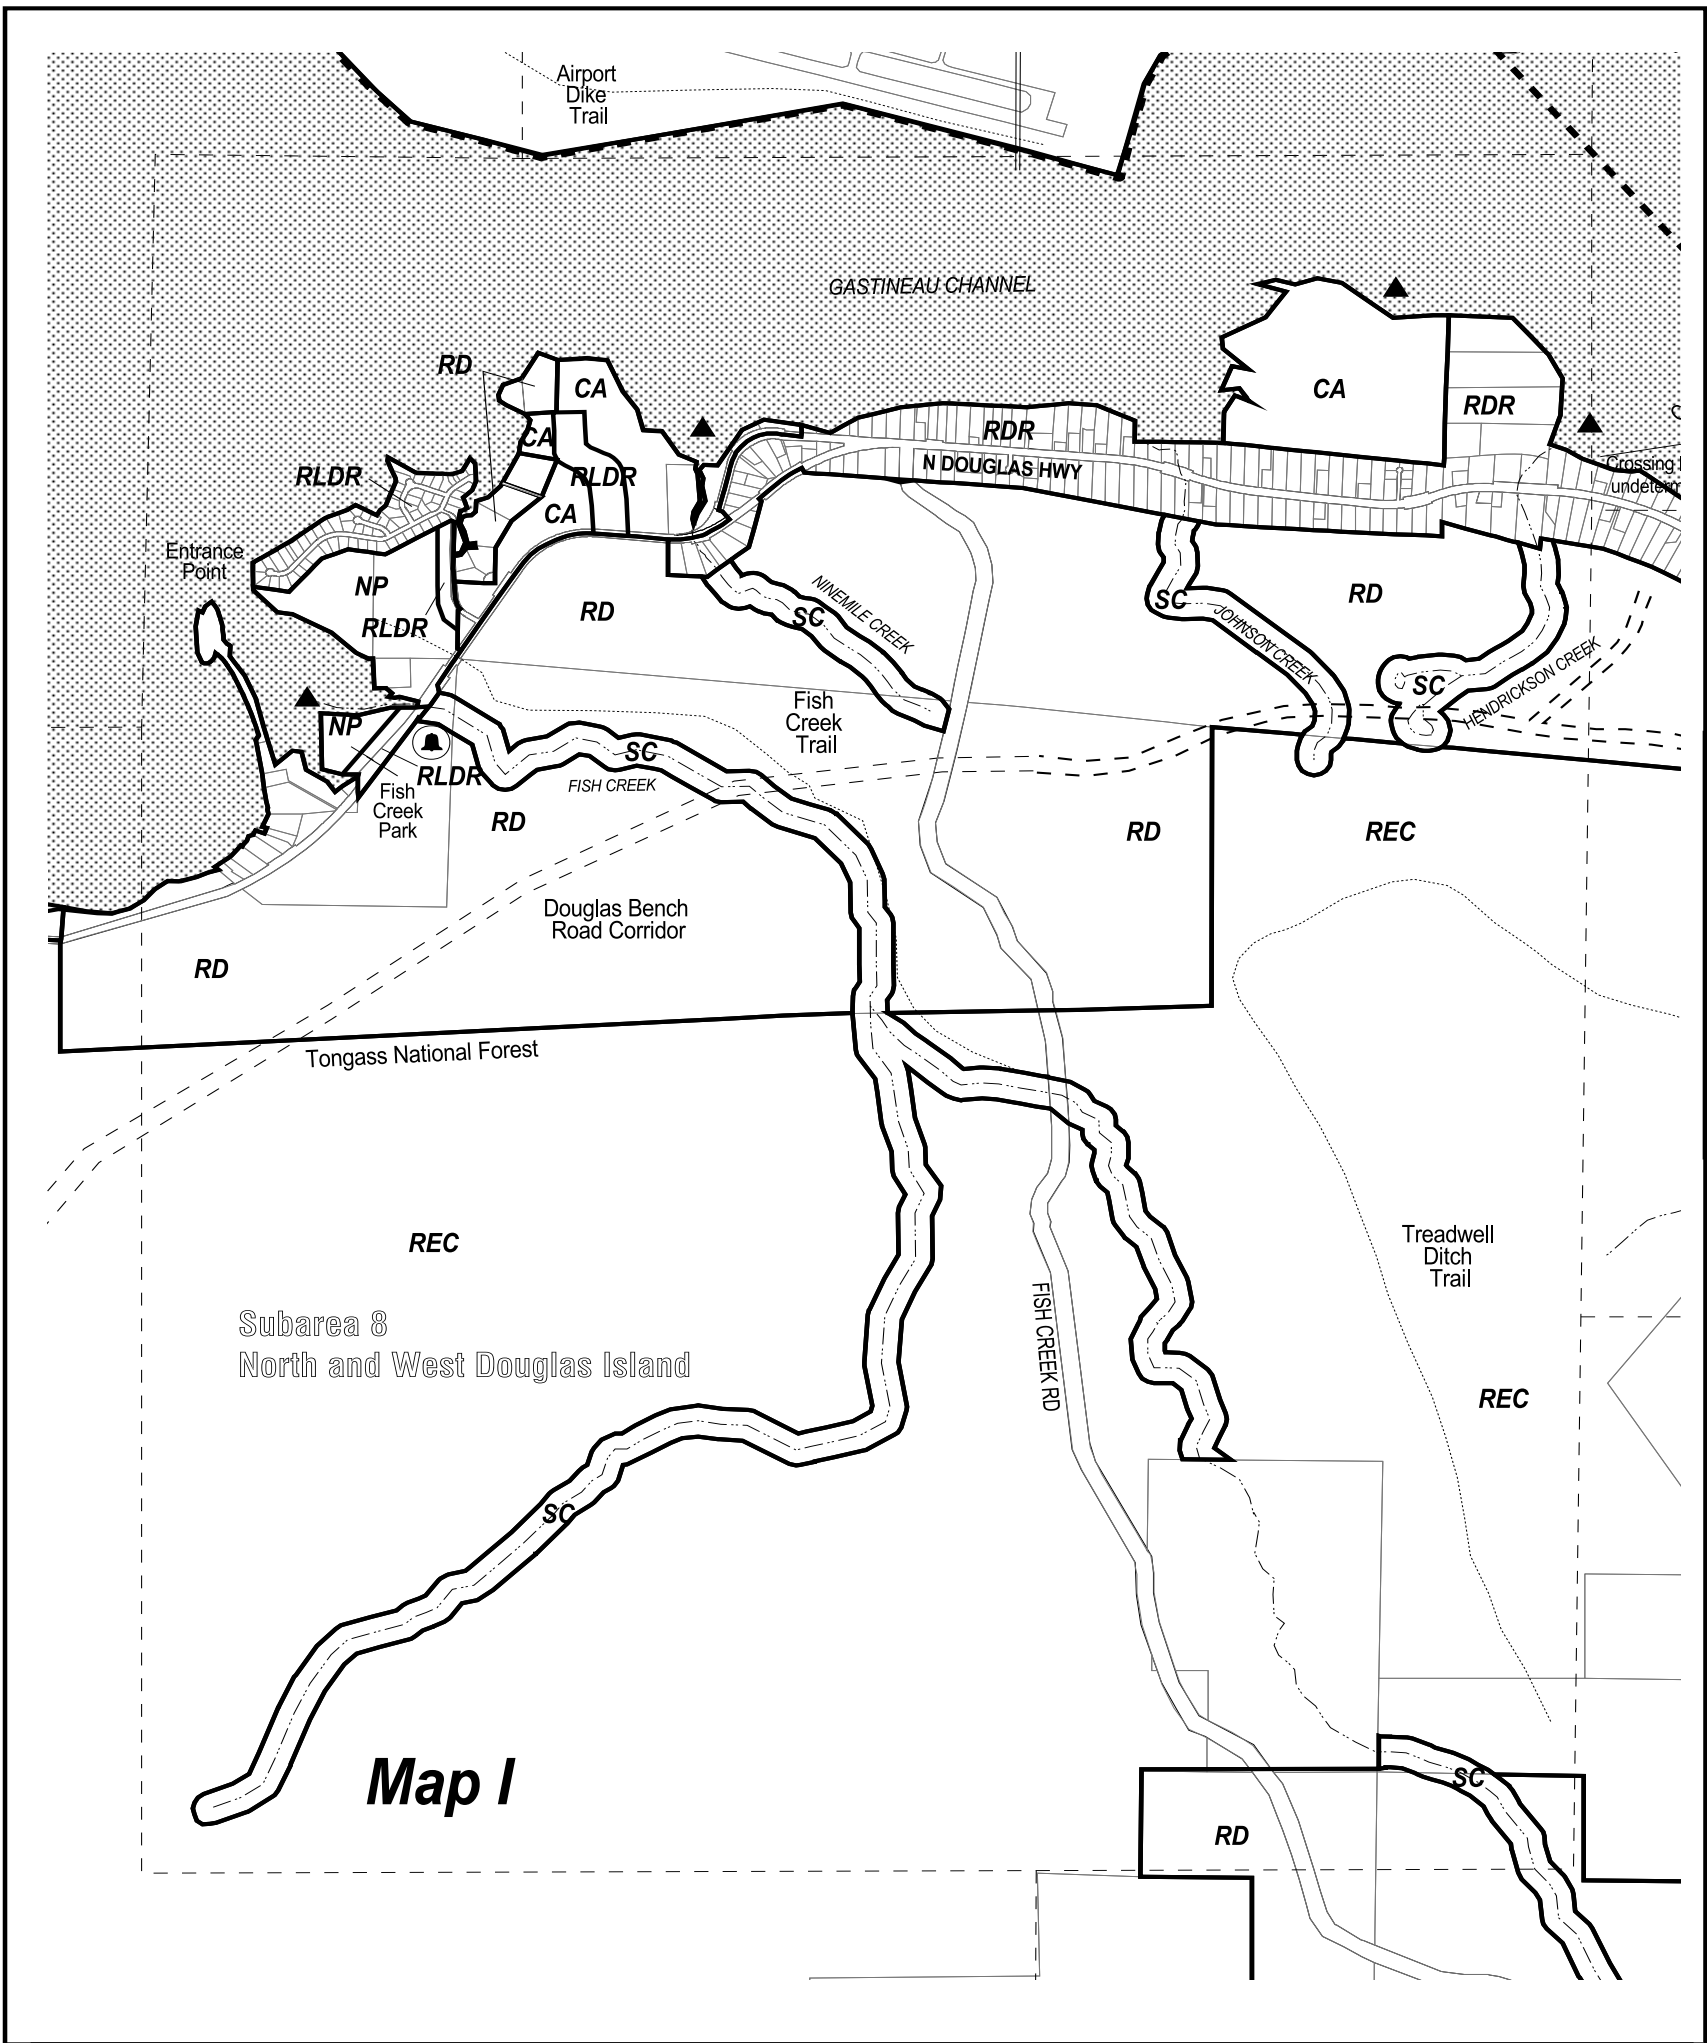 Airport
Dike
Trail
GASTINEAU CHANNEL
RD
CA
CA
RDR
RDR
CA
N DOUGLAS HWY
RLDR
RLDR
CA
Crossing
Entrance
Point
NP
RLDR
RD
SC
NINEMILE CREEK
SC
JOHNSON CREEK
RD
SC
HENDRICKSON CREEK
NP
RLDR
Fish
Creek
Park
SC
FISH CREEK
Fish
Creek
Trail
RD
RD
REC
Douglas Bench
Road Corridor
RD
Tongass National Forest
REC
Treadwell
Ditch
Trail
Subarea 8
North and West Douglas Island
FISH CREEK RD
REC
SC
Map I
SC
RD